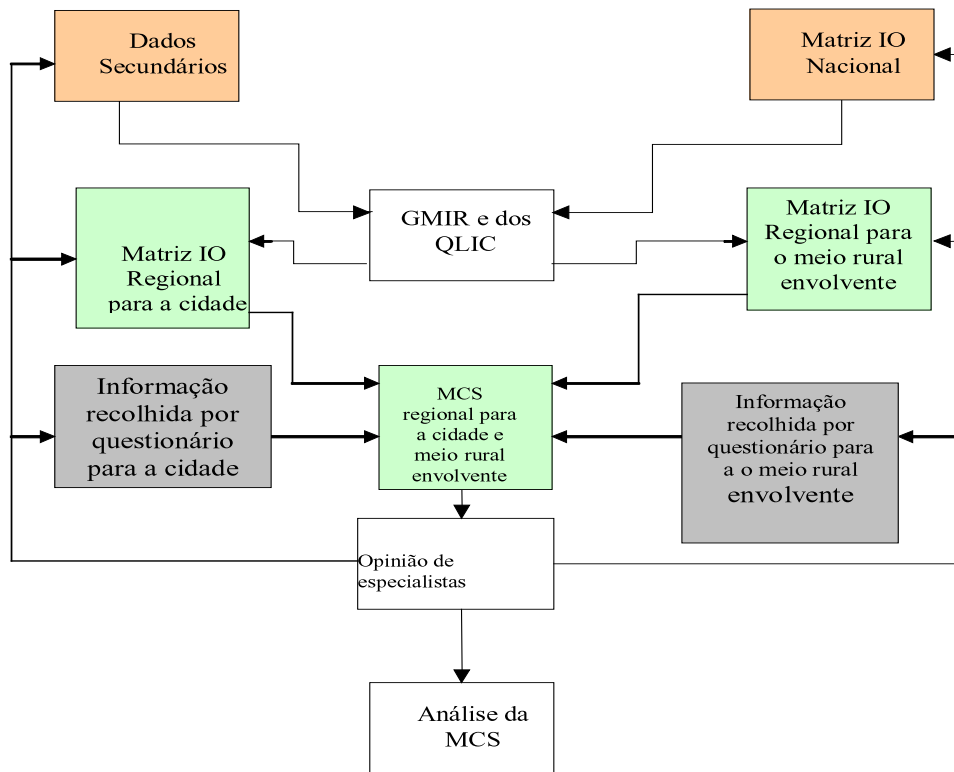 Dados
Secundários
Matriz IO
Nacional
GMIR e dos
QLIC
Matriz IO
Regional
para a cidade
Matriz IO
Regional para
o meio rural
envolvente
Informação
recolhida por
questionário
para a cidade
MCS
regional para
a cidade e
meio rural
envolvente
Informação
recolhida por
questionário para
a o meio rural
envolvente
Opinião de
especialistas
Análise da
MCS